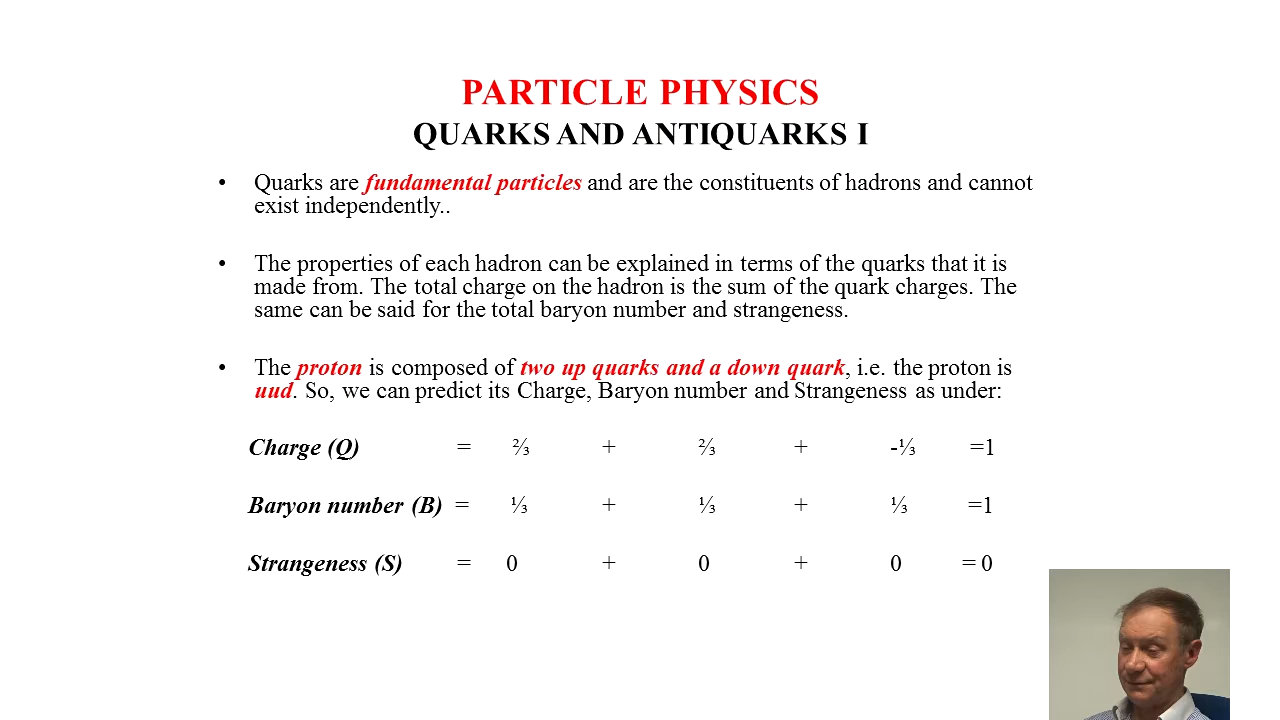 PARTICLE PHYSICS
QUARKS AND ANTIQUARKS I
• Quarks are fundamental particles and are the constituents of hadrons and cannot
exist independently..
• The properties of each hadron can be explained in terms of the quarks that it is
made from. The total charge on the hadron is the sum of the quark charges. The
same can be said for the total baryon number and strangeness.
• The proton is composed of two up quarks and a down quark, i.e. the proton is
uud. So, we can predict its Charge, Baryon number and Strangeness as under:
Charge (Q) = ⅔ + ⅔ + -⅓ =1
Baryon number (B) = ⅓ + ⅓ + ⅓ =1
Strangeness (S) = 0 + 0 + 0 = 0